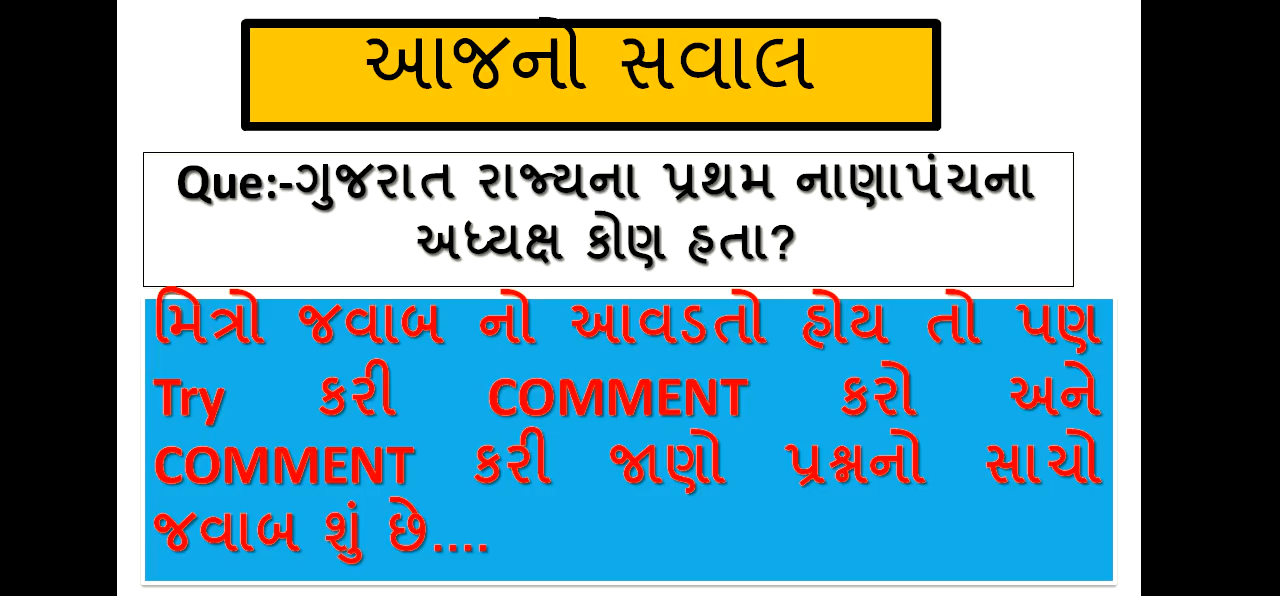 આજનો સવાલ
Que:-ગુજરાત રાજ્યના પ્રથમ નાણાપંચના
અધ્યક્ષ કોણ હતા?
મિત્રો જવાબ નો આવડતો હોય તો પણ
Try કરી COMMENT કરો અને
COMMENT કરી જાણો પ્રશ્નનો સાચો
જવાબ શું છે....